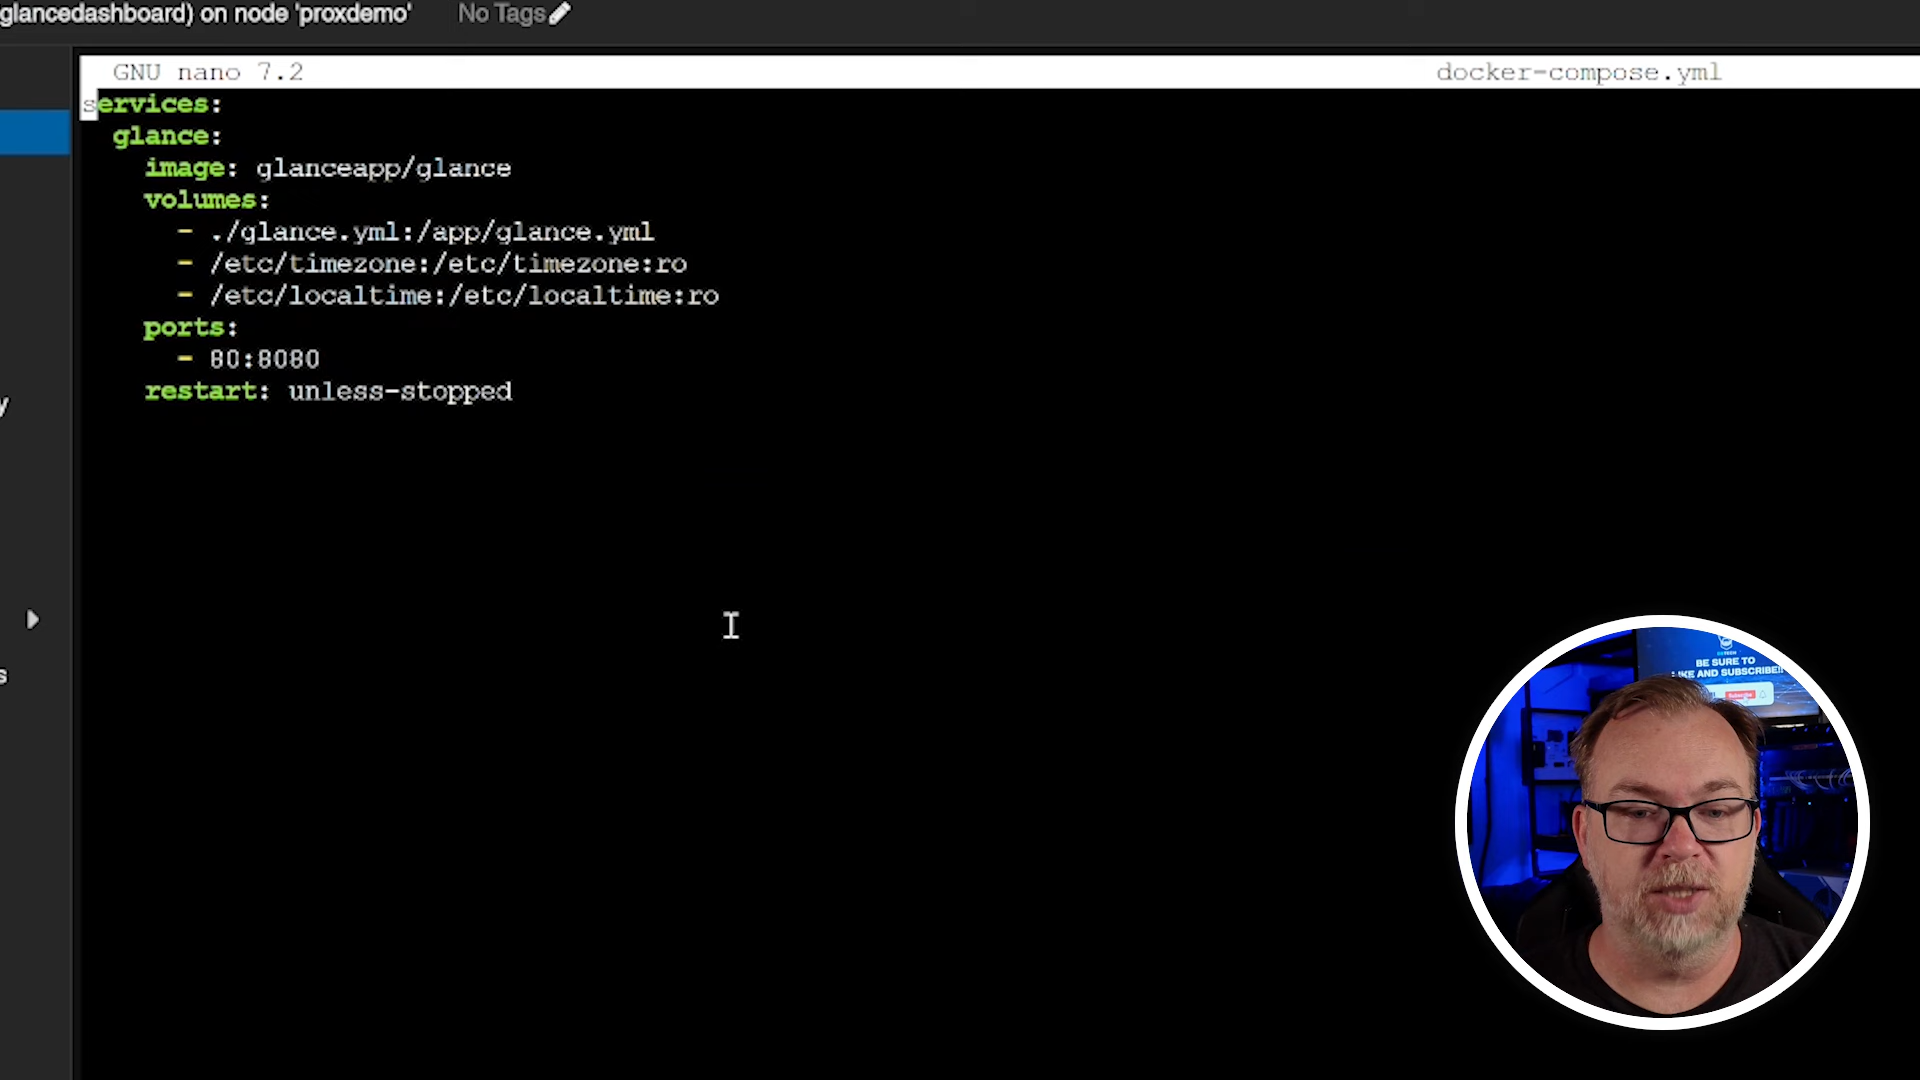 glancedashboard) on node 'proxdemo' No Tags
GNU nano 7.2 docker-compose.yml
services:
glance:
image: glanceapp/glance
volumes:
- ./glance.yml:/app/glance.yml
- /etc/timezone:/etc/timezone:ro
- /etc/localtime:/etc/localtime:ro
ports:
- 80:8080
restart: unless-stopped
y
s
BE SURE TO
LIKE AND SUBSCRIBE!!
Subscribe